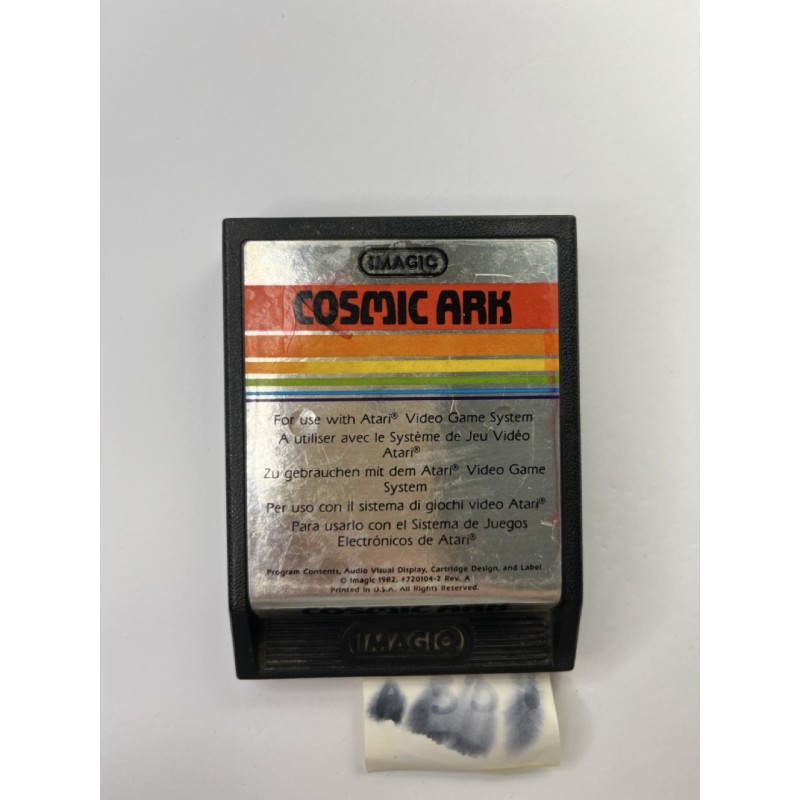 IMAGIC
COSMIC ARK
For use with Atari® Video Game System
A utiliser avec le Système de Jeu Vidéo
Atari®
Zu gebrauchen mit dem Atari® Video Game
System
Per uso con il sistema di giochi video Atari®
Para usarlo con el Sistema de Juegos
Electrónicos de Atari®
Program Contents, Audio Visual Display, Cartridge Design, and Label
© Imagic 1982, #720104-2 Rev. A
Printed in U.S.A. All Rights Reserved.
COSMIC ARK
IMAGIC